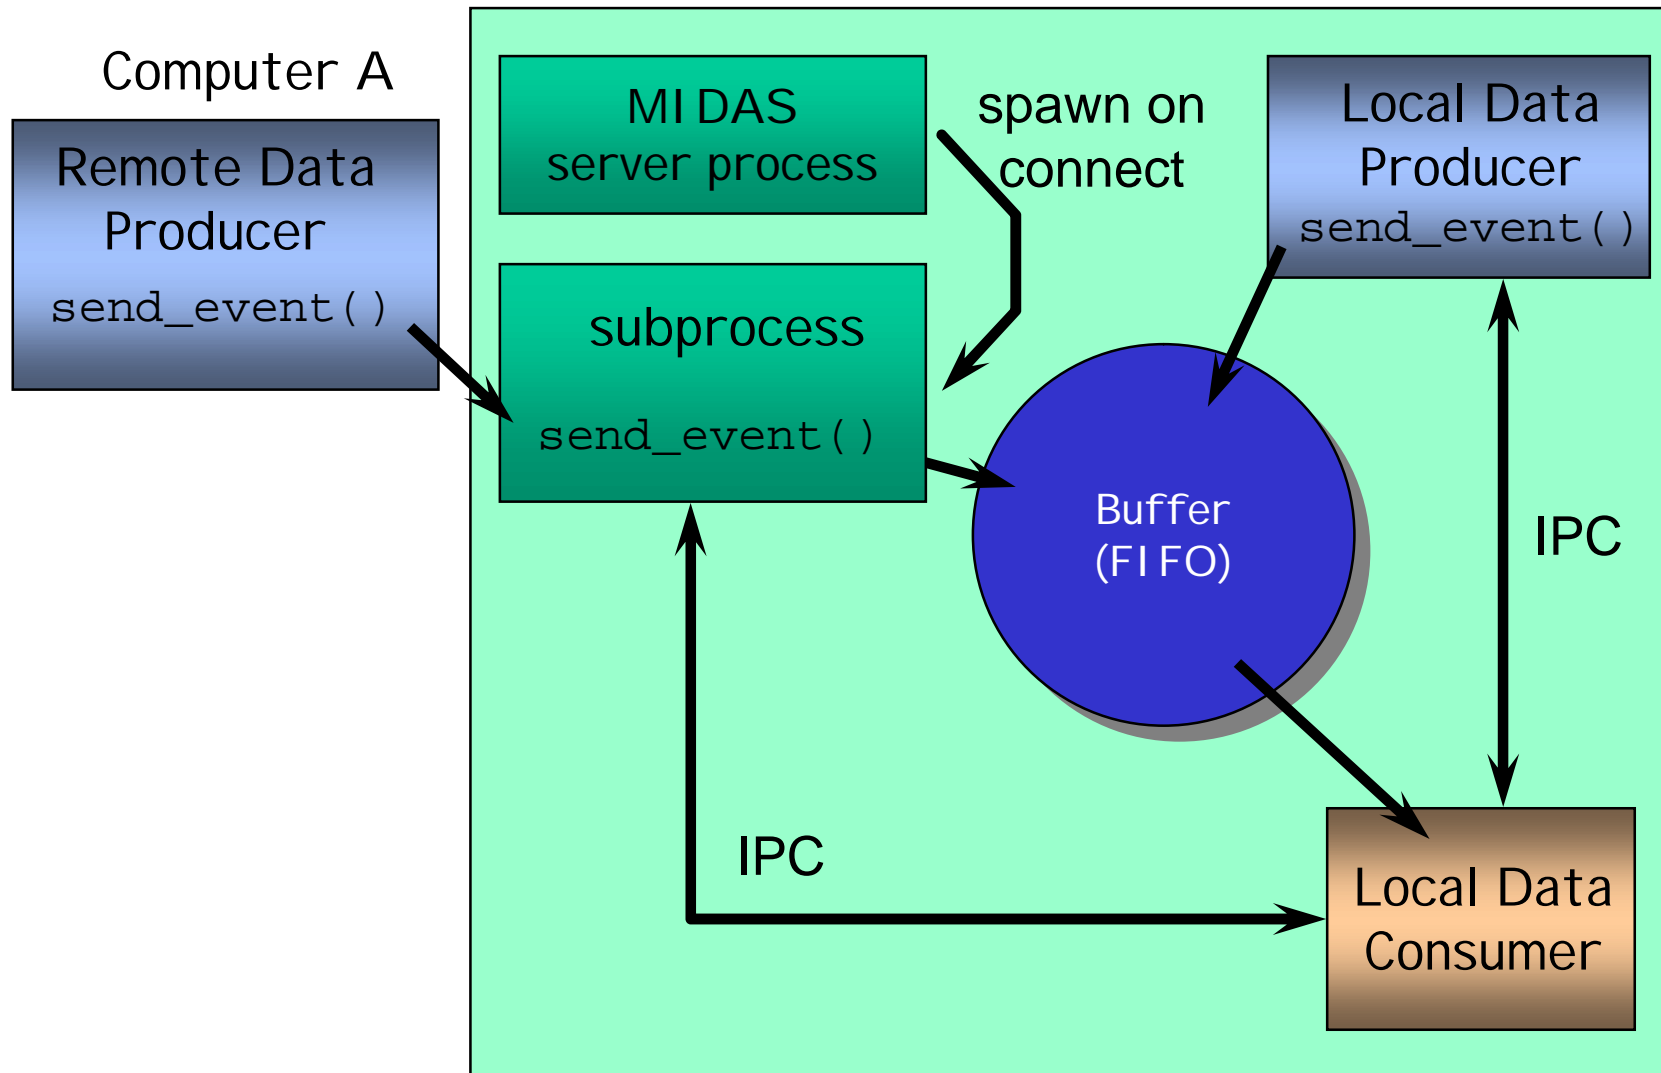 Computer A
Remote Data
Producer
send_event()
MIDAS
server process
spawn on
connect
Local Data
Producer
send_event()
subprocess
send_event()
Buffer
(FIFO)
IPC
IPC
Local Data
Consumer